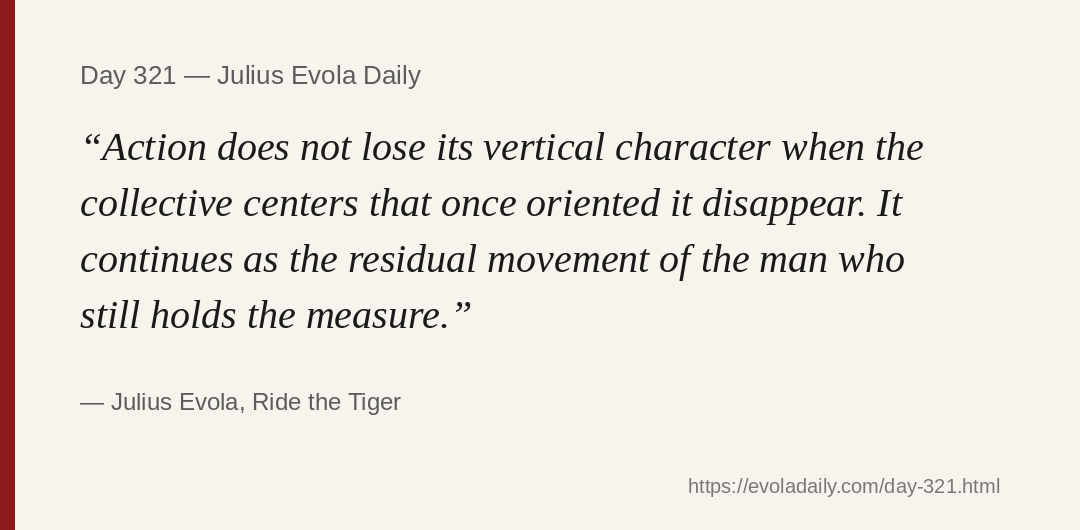 Day 321 — Julius Evola Daily
“Action does not lose its vertical character when the
collective centers that once oriented it disappear. It
continues as the residual movement of the man who
still holds the measure.”
— Julius Evola, Ride the Tiger
https://evoladaily.com/day-321.html